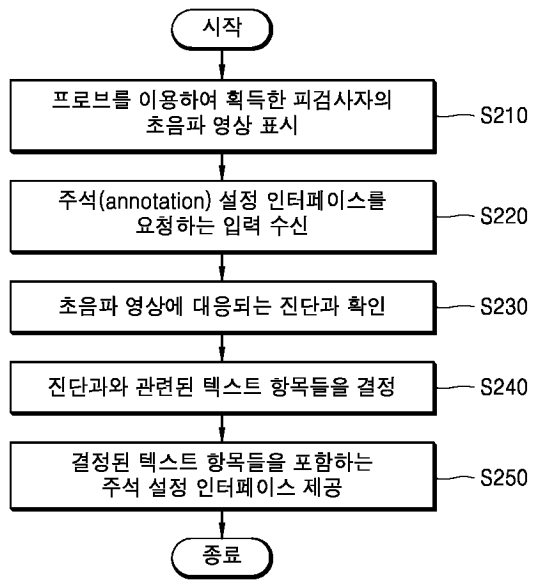 시작
프로브를 이용하여 획득한 피검사자의
초음파 영상 표시
S210
주석(annotation) 설정 인터페이스를
요청하는 입력 수신
S220
초음파 영상에 대응되는 진단과 확인
S230
진단과와 관련된 텍스트 항목들을 결정
S240
결정된 텍스트 항목들을 포함하는
주석 설정 인터페이스 제공
S250
종료